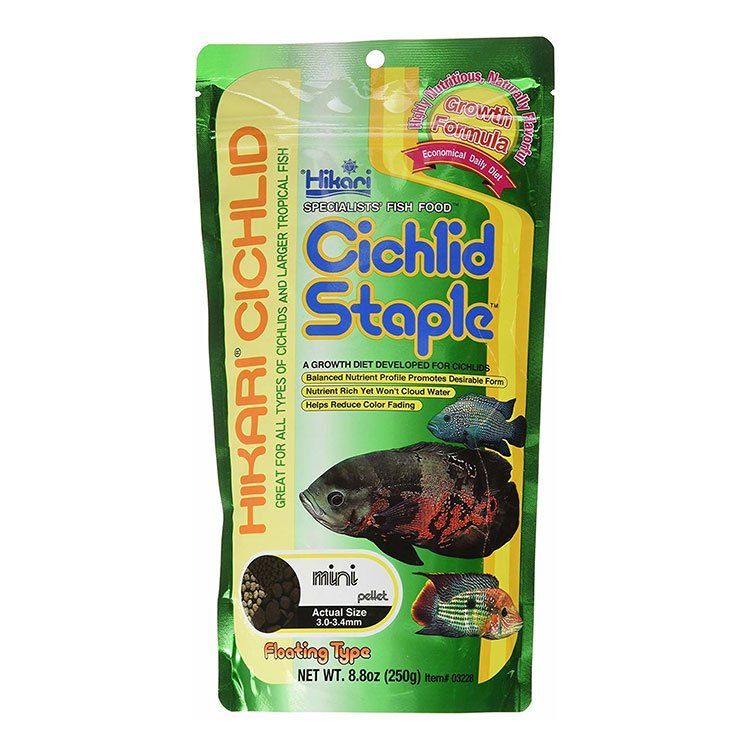 Highly Nutritious, Naturally Flavorful
Growth
Formula
Economical Daily Diet
HIKARI® CICHLID
GREAT FOR ALL TYPES OF CICHLIDS AND LARGER TROPICAL FISH
Hikari
SPECIALISTS' FISH FOOD™
Cichlid
Staple™
A GROWTH DIET DEVELOPED FOR CICHLIDS
Balanced Nutrient Profile Promotes Desirable Form
Nutrient Rich Yet Won't Cloud Water
Helps Reduce Color Fading
mini
pellet
Actual Size
3.0-3.4mm
Floating Type
NET WT. 8.8oz (250g) Item# 03228